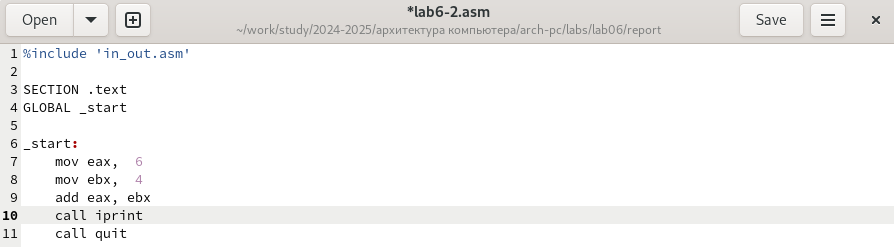 Open
*lab6-2.asm
~/work/study/2024-2025/архитектура компьютера/arch-pc/labs/lab06/report
Save
1 %include 'in_out.asm'
2
3 SECTION .text
4 GLOBAL _start
5
6 _start:
7     mov eax,  6
8     mov ebx,  4
9     add eax, ebx
10     call iprint
11     call quit